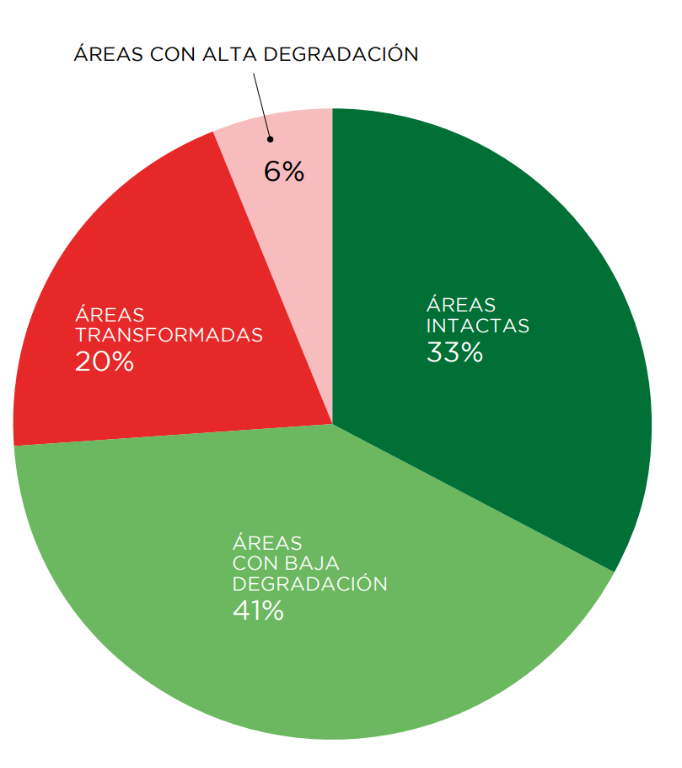 ÁREAS CON ALTA DEGRADACIÓN
6%
ÁREAS
INTACTAS
33%
ÁREAS
TRANSFORMADAS
20%
ÁREAS
CON BAJA
DEGRADACIÓN
41%